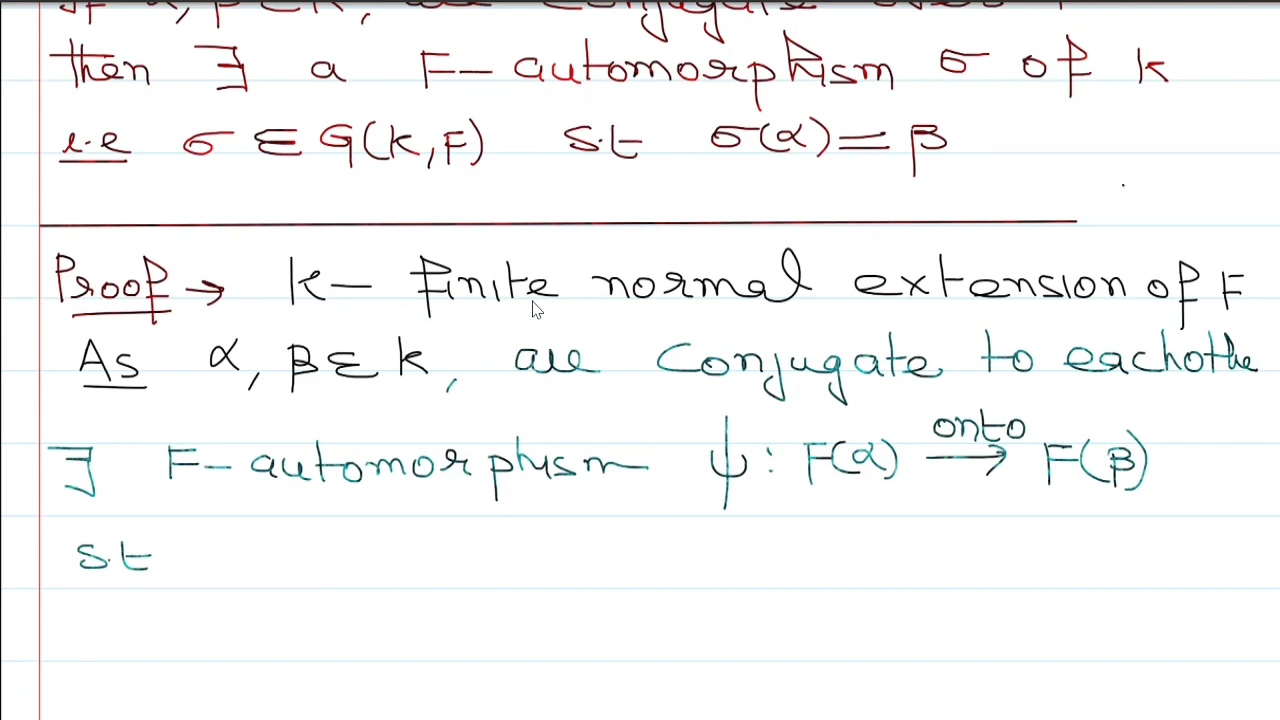 then ∃ a F- automorphism σ of k
i.e σ ∈ G(K,F) s.t σ(α) = β
Proof → K- finite normal extension of F
As α, β ∈ K, are Conjugate to eachothe
∃ F- automorphism ψ : F(α) onto → F(β)
s.t